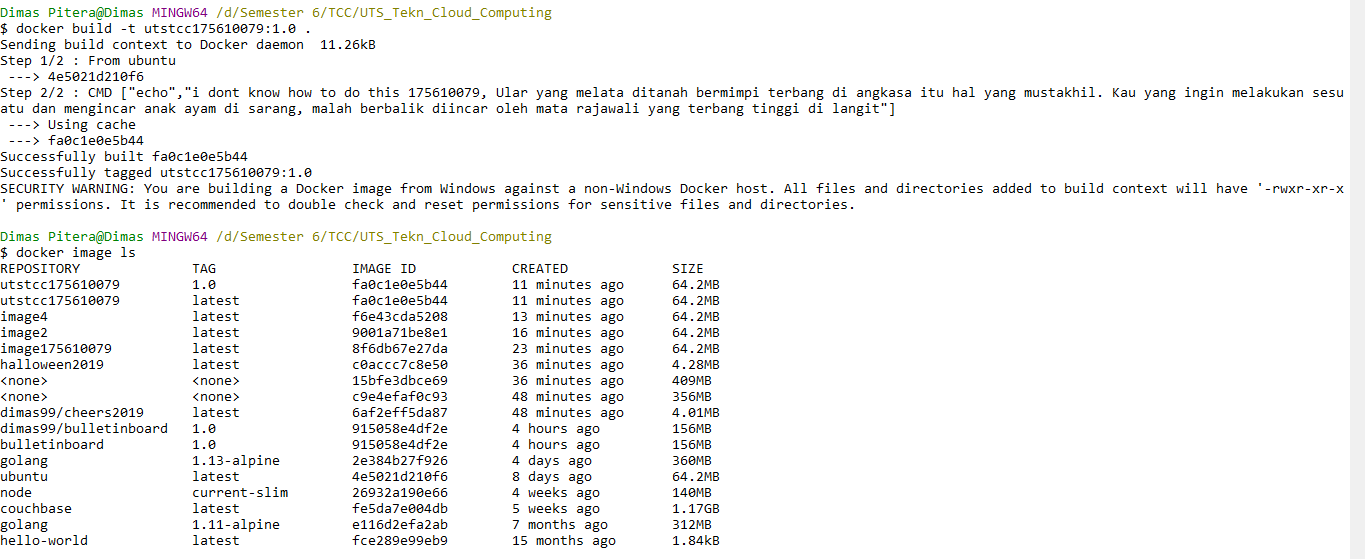 Dimas Pitera@Dimas MINGW64 /d/Semester 6/TCC/UTS_Tekn_Cloud_Computing
$ docker build -t utstcc175610079:1.0 .
Sending build context to Docker daemon  11.26kB
Step 1/2 : From ubuntu
 ---> 4e5021d210f6
Step 2/2 : CMD ["echo","i dont know how to do this 175610079, Ular yang melata ditanah bermimpi terbang di angkasa itu hal yang mustakhil. Kau yang ingin melakukan sesu
atu dan mengincar anak ayam di sarang, malah berbalik diincar oleh mata rajawali yang terbang tinggi di langit"]
 ---> Using cache
 ---> fa0c1e0e5b44
Successfully built fa0c1e0e5b44
Successfully tagged utstcc175610079:1.0
SECURITY WARNING: You are building a Docker image from Windows against a non-Windows Docker host. All files and directories added to build context will have '-rwxr-xr-x
' permissions. It is recommended to double check and reset permissions for sensitive files and directories.

Dimas Pitera@Dimas MINGW64 /d/Semester 6/TCC/UTS_Tekn_Cloud_Computing
$ docker image ls
REPOSITORY              TAG                 IMAGE ID            CREATED             SIZE
utstcc175610079         1.0                 fa0c1e0e5b44        11 minutes ago      64.2MB
utstcc175610079         latest              fa0c1e0e5b44        11 minutes ago      64.2MB
image4                  latest              f6e43cda5208        13 minutes ago      64.2MB
image2                  latest              9001a71be8e1        16 minutes ago      64.2MB
image175610079          latest              8f6db67e27da        23 minutes ago      64.2MB
halloween2019           latest              c0accc7c8e50        36 minutes ago      4.28MB
<none>                  <none>              15bfe3dbce69        36 minutes ago      409MB
<none>                  <none>              c9e4efaf0c93        48 minutes ago      356MB
dimas99/cheers2019      latest              6af2eff5da87        48 minutes ago      4.01MB
dimas99/bulletinboard   1.0                 915058e4df2e        4 hours ago         156MB
bulletinboard           1.0                 915058e4df2e        4 hours ago         156MB
golang                  1.13-alpine         2e384b27f926        4 days ago          360MB
ubuntu                  latest              4e5021d210f6        8 days ago          64.2MB
node                    current-slim        26932a190e66        4 weeks ago         140MB
couchbase               latest              fe5da7e004db        5 weeks ago         1.17GB
golang                  1.11-alpine         e116d2efa2ab        7 months ago        312MB
hello-world             latest              fce289e99eb9        15 months ago       1.84kB